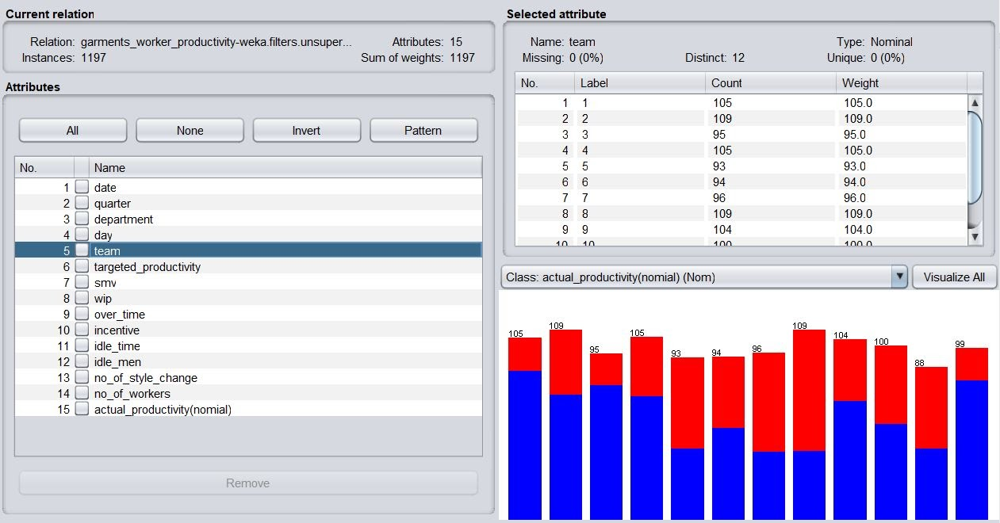 Current relation
Relation: garments_worker_productivity-weka.filters.unsuper... Attributes: 15
Instances: 1197 Sum of weights: 1197
Attributes
All None Invert Pattern
No. Name
1 date
2 quarter
3 department
4 day
5 team
6 targeted_productivity
7 smv
8 wip
9 over_time
10 incentive
11 idle_time
12 idle_men
13 no_of_style_change
14 no_of_workers
15 actual_productivity(nomial)
Remove
Selected attribute
Name: team Type: Nominal
Missing: 0 (0%) Distinct: 12 Unique: 0 (0%)
No. Label Count Weight
1 1 105 105.0
2 2 109 109.0
3 3 95 95.0
4 4 105 105.0
5 5 93 93.0
6 6 94 94.0
7 7 96 96.0
8 8 109 109.0
9 9 104 104.0
10 10 100 100.0
Class: actual_productivity(nomial) (Nom) Visualize All
105 109 95 105 93 94 96 109 104 100 88 99